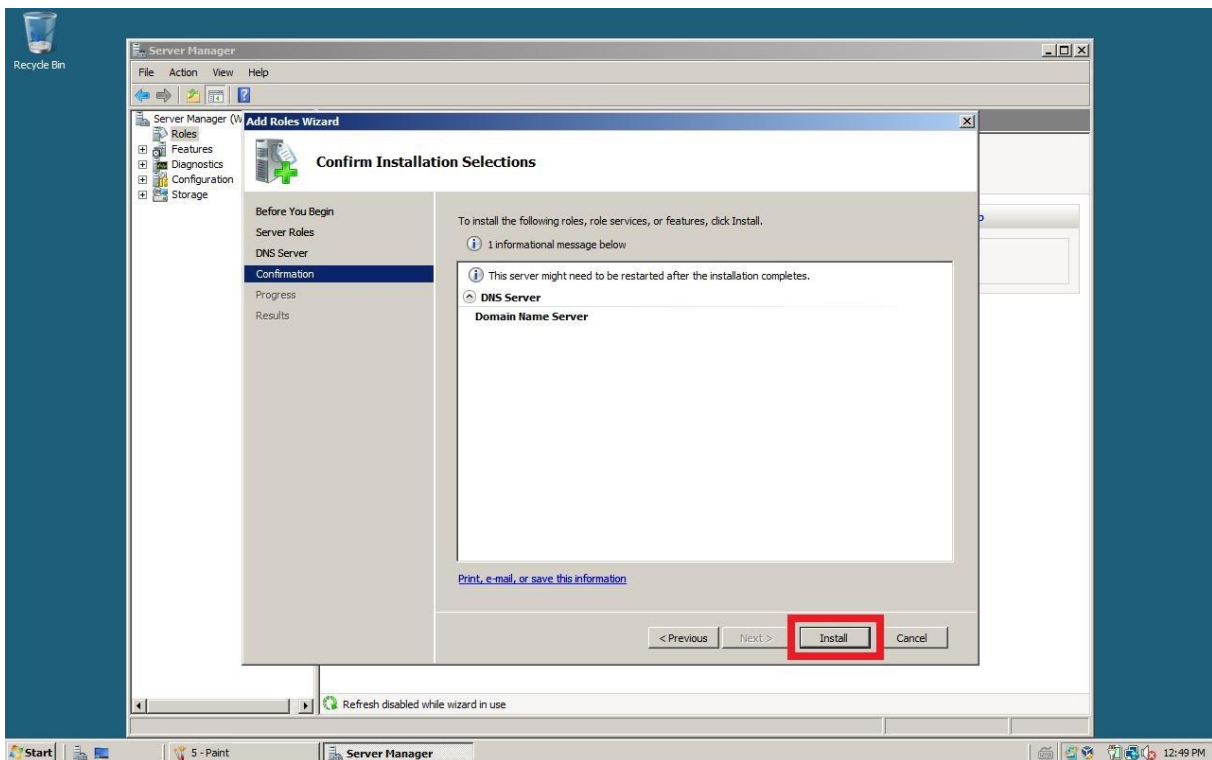 Recycle Bin
Server Manager
File Action View Help
Server Manager (W
Roles
Features
Diagnostics
Configuration
Storage
Add Roles Wizard
Confirm Installation Selections
Before You Begin
Server Roles
DNS Server
Confirmation
Progress
Results
To install the following roles, role services, or features, click Install.
1 informational message below
This server might need to be restarted after the installation completes.
DNS Server
Domain Name Server
Print, e-mail, or save this information
< Previous Next > Install Cancel
Refresh disabled while wizard in use
Start 5 - Paint Server Manager 12:49 PM